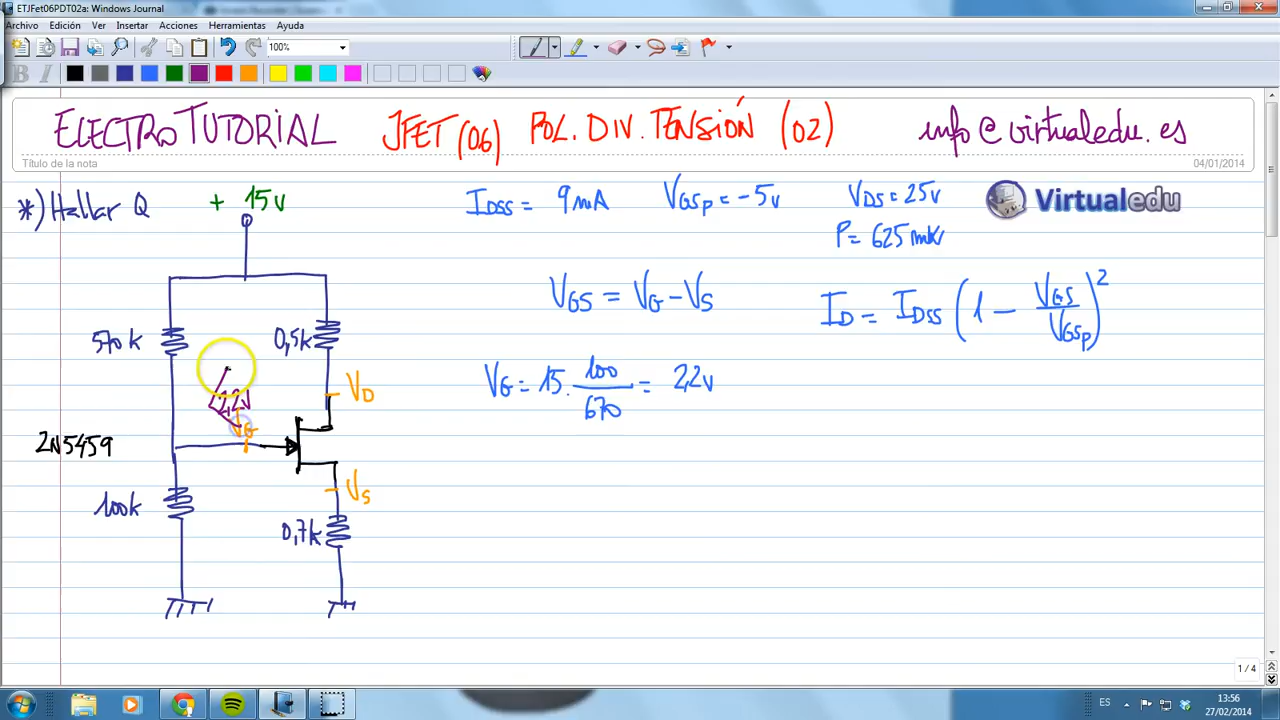 ETJFet06PDT02a: Windows Journal
Archivo Edición Ver Insertar Acciones Herramientas Ayuda
100%
B I
ELECTROTUTORIAL JFET(06) POL. DIV. TENSIÓN (02) info@virtualedu.es
Título de la nota
04/01/2014
*) Hallar Q
+ 15V
IDSS = 9mA VGSp = -5v VDS = 25v
P = 625 mW
Virtualedu
VGS = VG - VS
ID = IDSS (1 - VGS/VGSp)²
570k
0,5k
VG = 15 · 100/670 = 2,2v
VD
2,2V
VG
2N5459
VS
100k
0,7k
1 / 4
ES
13:56
27/02/2014